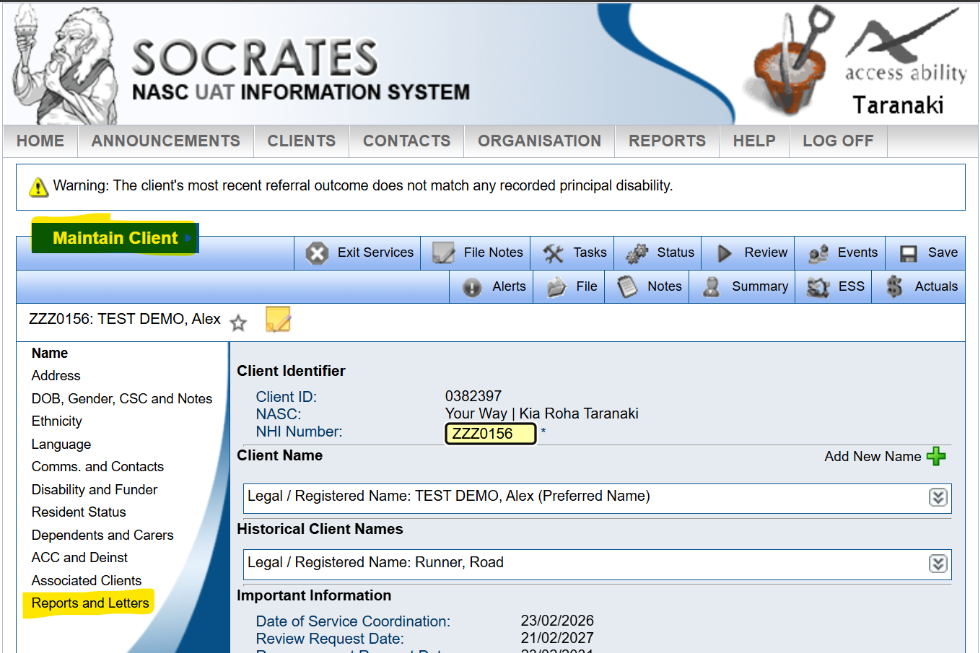 SOCRATES
NASC UAT INFORMATION SYSTEM
access ability
Taranaki
HOME ANNOUNCEMENTS CLIENTS CONTACTS ORGANISATION REPORTS HELP LOG OFF
Warning: The client's most recent referral outcome does not match any recorded principal disability.
Maintain Client
Exit Services File Notes Tasks Status Review Events Save
Alerts File Notes Summary ESS Actuals
ZZZ0156: TEST DEMO, Alex
Name
Address
DOB, Gender, CSC and Notes
Ethnicity
Language
Comms. and Contacts
Disability and Funder
Resident Status
Dependents and Carers
ACC and Deinst
Associated Clients
Reports and Letters
Client Identifier
Client ID: 0382397
NASC: Your Way | Kia Roha Taranaki
NHI Number: ZZZ0156 *
Client Name Add New Name
Legal / Registered Name: TEST DEMO, Alex (Preferred Name)
Historical Client Names
Legal / Registered Name: Runner, Road
Important Information
Date of Service Coordination: 23/02/2026
Review Request Date: 21/02/2027